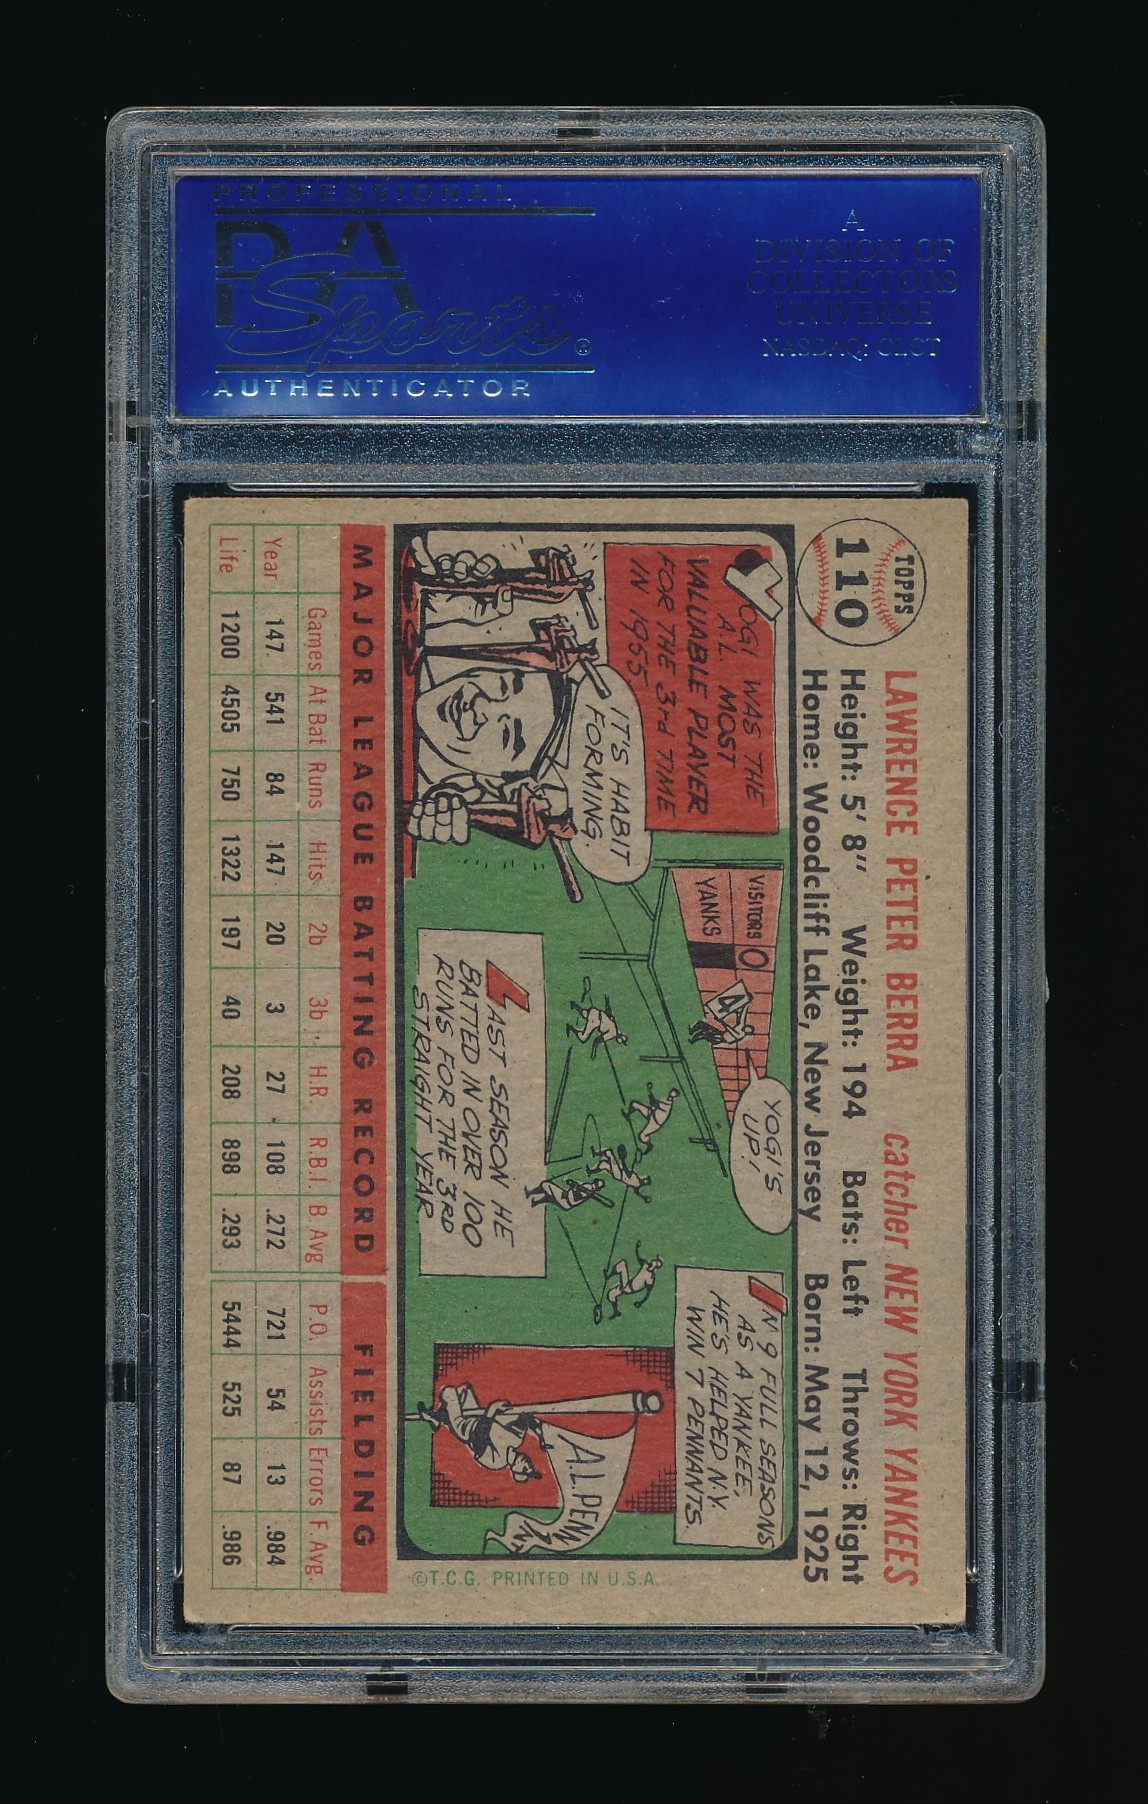 PROFESSIONAL
PSA
Sports®
AUTHENTICATOR
A
DIVISION OF
COLLECTORS
UNIVERSE
NASDAQ: CLCT
TOPPS
110
LAWRENCE PETER BERRA catcher NEW YORK YANKEES
Height: 5' 8" Weight: 194 Bats: Left Throws: Right
Home: Woodcliff Lake, New Jersey Born: May 12, 1925
YOGI WAS THE
A.L. MOST
VALUABLE PLAYER
FOR THE 3rd TIME
IN 1955
IT'S HABIT
FORMING.
VISITORS 0
YANKS
YOGI'S
UP!
LAST SEASON HE
BATTED IN OVER 100
RUNS FOR THE 3RD
STRAIGHT YEAR.
IN 9 FULL SEASONS
AS A YANKEE,
HE'S HELPED N.Y.
WIN 7 PENNANTS.
A.L. PENN
MAJOR LEAGUE BATTING RECORD FIELDING
Games At Bat Runs Hits 2b 3b. H.R. R.B.I. B. Avg P.O. Assists Errors F. Avg.
Year 147. 541 84 147 20 3 27 108 .272 721 54 13 .984
Life 1200 4505 750 1322 197 40 208 898 .293 5444 525 87 .986
©T.C.G. PRINTED IN U.S.A.